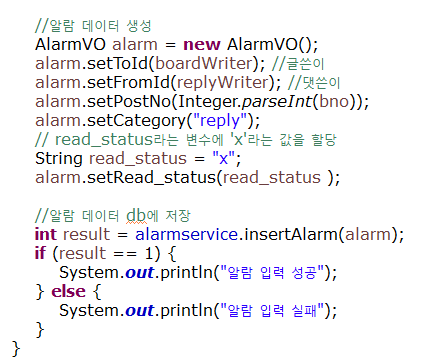 //알람 데이터 생성
AlarmVO alarm = new AlarmVO();
alarm.setToId(boardWriter); //글쓴이
alarm.setFromId(replyWriter); //댓쓴이
alarm.setPostNo(Integer.parseInt(bno));
alarm.setCategory("reply");
// read_status라는 변수에 'x'라는 값을 할당
String read_status = "x";
alarm.setRead_status(read_status );
//알람 데이터 db에 저장
int result = alarmservice.insertAlarm(alarm);
if (result == 1) {
System.out.println("알람 입력 성공");
} else {
System.out.println("알람 입력 실패");
}
}